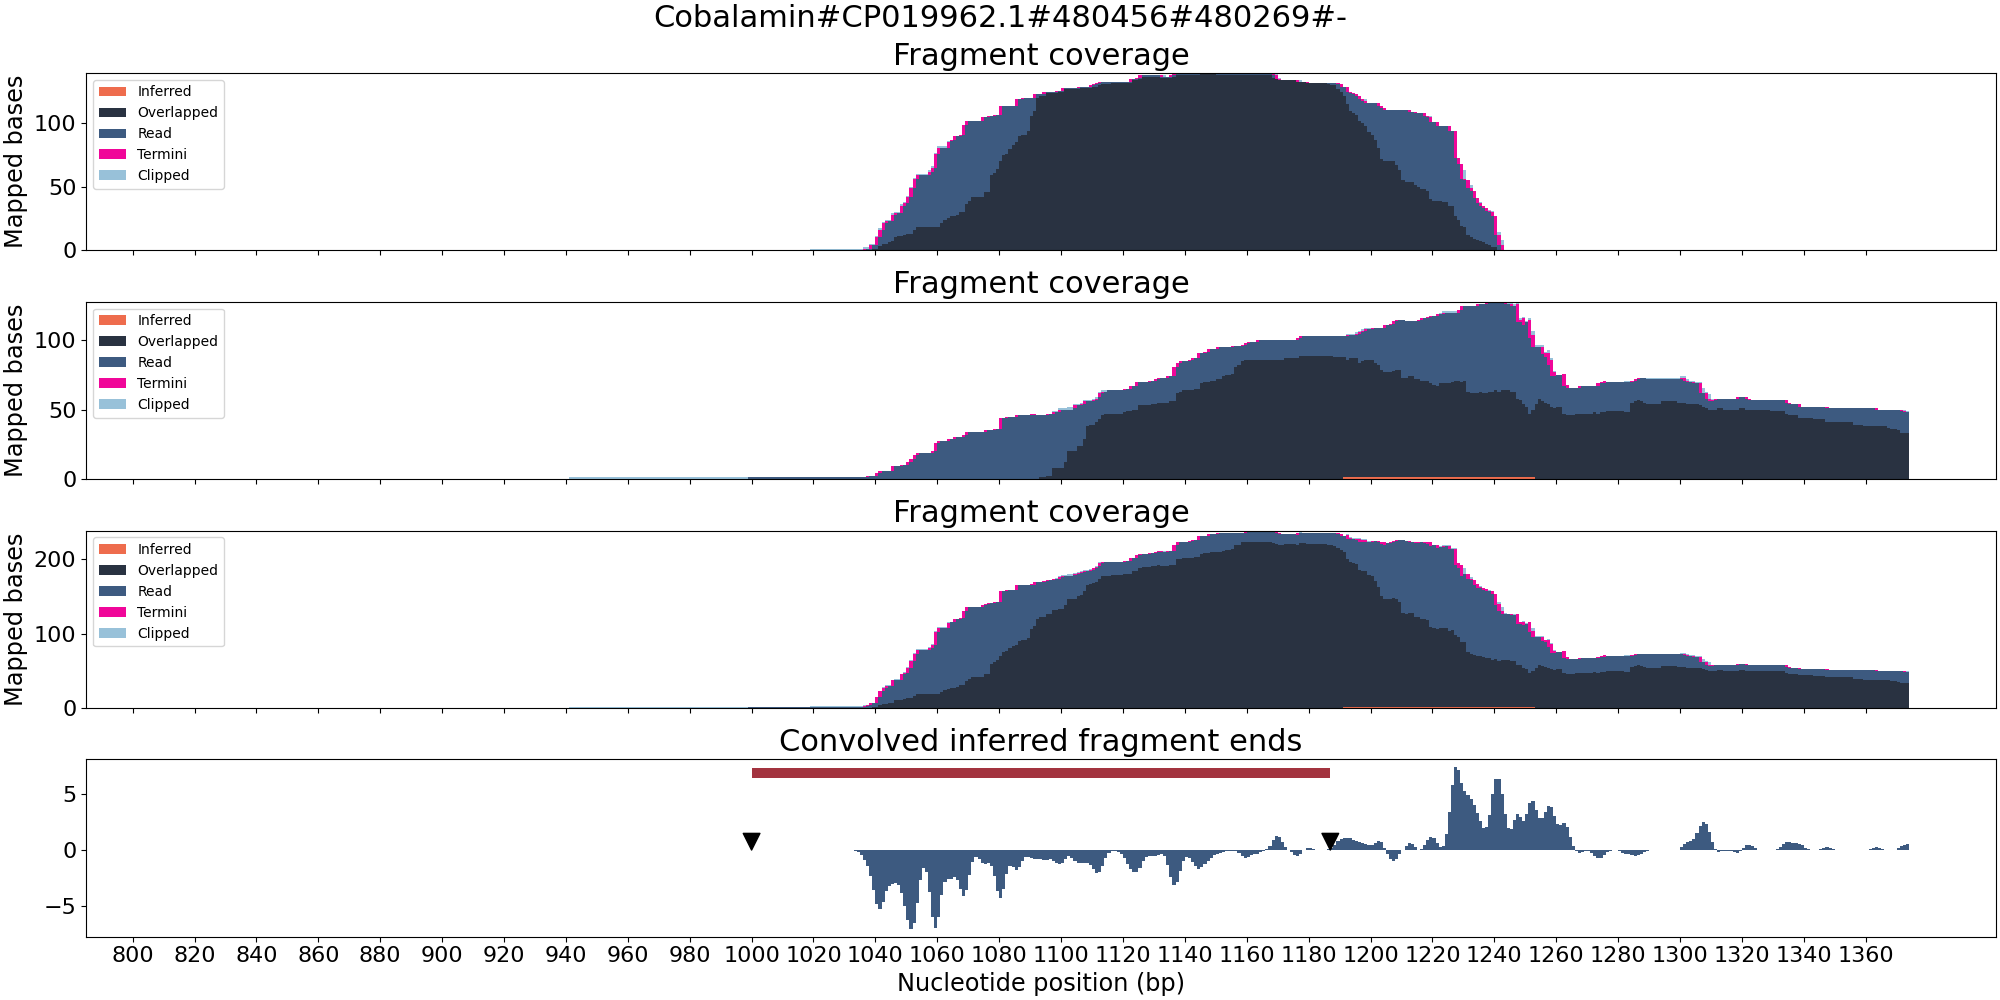 Cobalamin#CP019962.1#480456#480269#-
Fragment coverage
Mapped bases
100
50
0
Inferred
Overlapped
Read
Termini
Clipped
Fragment coverage
Mapped bases
100
50
0
Inferred
Overlapped
Read
Termini
Clipped
Fragment coverage
Mapped bases
200
100
0
Inferred
Overlapped
Read
Termini
Clipped
Convolved inferred fragment ends
5
0
−5
800 820 840 860 880 900 920 940 960 980 1000 1020 1040 1060 1080 1100 1120 1140 1160 1180 1200 1220 1240 1260 1280 1300 1320 1340 1360
Nucleotide position (bp)